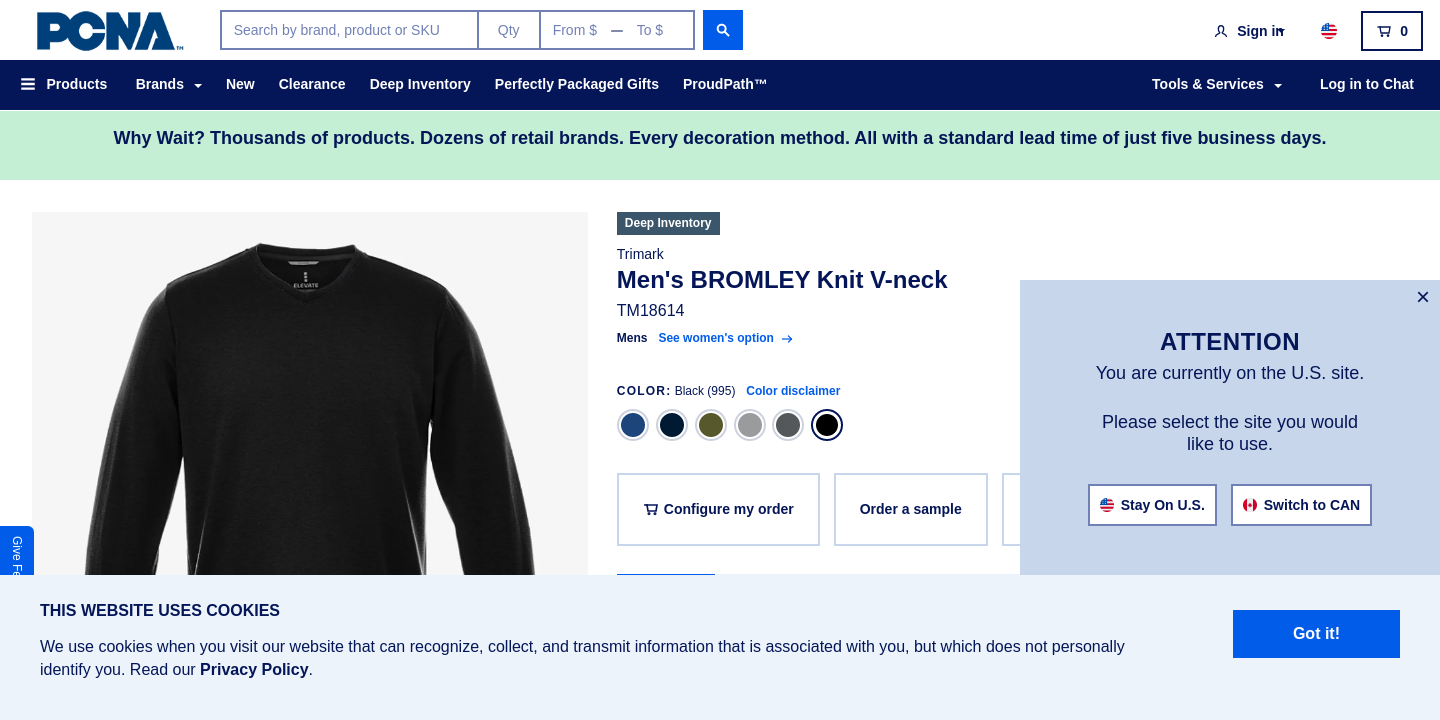 PCNA™
Search by brand, product or SKU
Qty
From $ — To $
Sign in
0
Products
Brands
New
Clearance
Deep Inventory
Perfectly Packaged Gifts
ProudPath™
Tools & Services
Log in to Chat
Why Wait? Thousands of products. Dozens of retail brands. Every decoration method. All with a standard lead time of just five business days.
ELEVATE
Deep Inventory
Trimark
Men's BROMLEY Knit V-neck
TM18614
Mens See women's option →
COLOR: Black (995) Color disclaimer
Configure my order
Order a sample
×
ATTENTION
You are currently on the U.S. site.
Please select the site you would
like to use.
Stay On U.S.
Switch to CAN
Give
THIS WEBSITE USES COOKIES
We use cookies when you visit our website that can recognize, collect, and transmit information that is associated with you, but which does not personally
identify you. Read our Privacy Policy.
Got it!